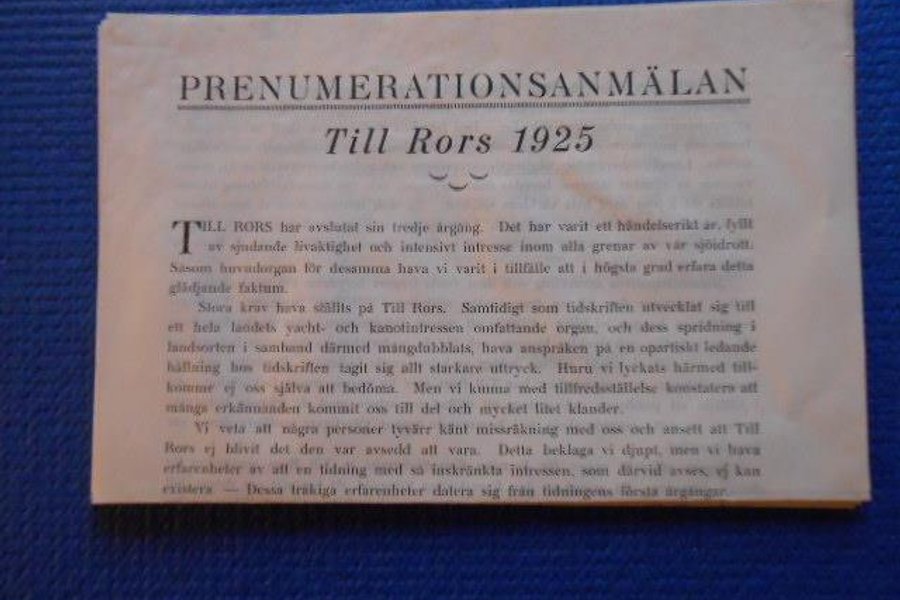 PRENUMERATIONSANMÄLAN
Till Rors 1925
TILL RORS har avslutat sin tredje årgång. Det har varit ett händelserikt år, fyllt
av sjudande livaktighet och intensivt intresse inom alla grenar av vår sjöidrott.
Såsom huvudorgan för desamma hava vi varit i tillfälle att i högsta grad erfara detta
glädjande faktum.
Stora krav hava ställts på Till Rors. Samtidigt som tidskriften utvecklat sig till
ett hela landets yacht- och kanotintressen omfattande organ, och dess spridning i
landsorten i samband därmed mångdubblats, hava anspråken på en opartiskt ledande
hållning hos tidskriften tagit sig allt starkare uttryck. Huru vi lyckats härmed till-
komme ej oss själva att bedöma. Men vi kunna med tillfredsställelse konstatera att
många erkännanden kommit oss till del och mycket litet klander.
Vi veta att några personer tyvärr känt missräkning med oss och ansett att Till
Rors ej blivit det den var avsedd att vara. Detta beklaga vi djupt, men vi hava
erfarenheter av att en tidning med så inskränkta intressen, som därvid avses, ej kan
existera — Dessa tråkiga erfarenheter datera sig från tidningens första årgångar.